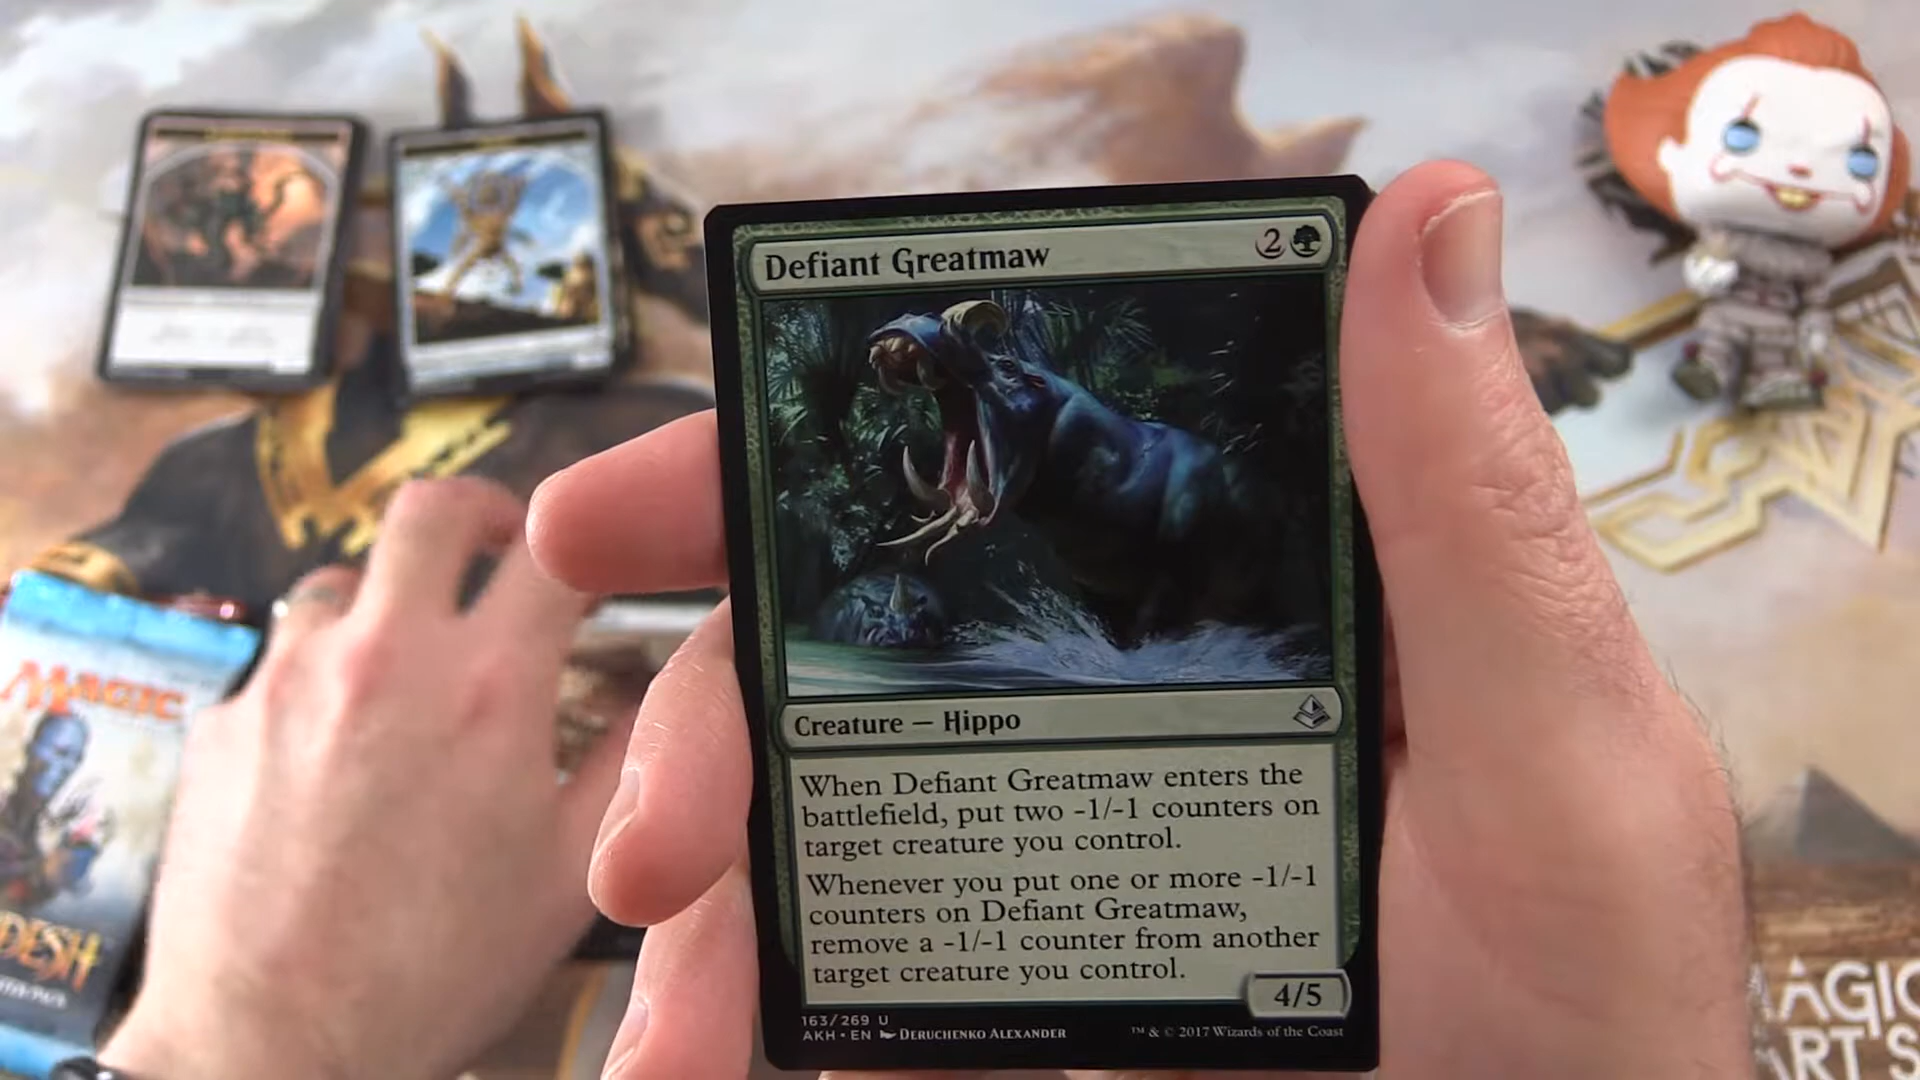 Defiant Greatmaw 2
Creature — Hippo
When Defiant Greatmaw enters the
battlefield, put two -1/-1 counters on
target creature you control.
Whenever you put one or more -1/-1
counters on Defiant Greatmaw,
remove a -1/-1 counter from another
target creature you control.
4/5
163/269 U
AKH • EN DERUCHENKO ALEXANDER
™ & © 2017 Wizards of the Coast
MAGIC
DESH
MAGIC
ART'S